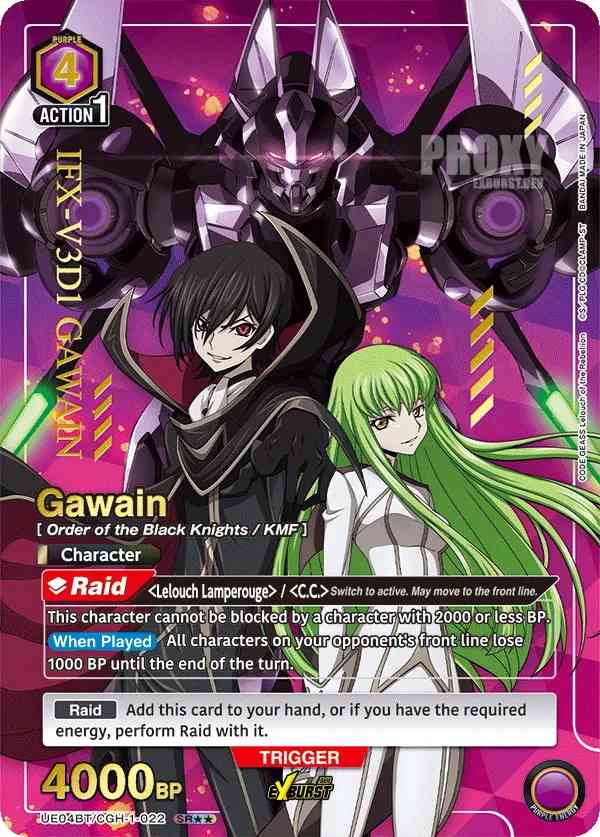 PURPLE
4
ACTION 1
IFX-V3D1 GAWAIN
PROXY
EXBURST.DEV
BANDAI MADE IN JAPAN
CODE GEASS Lelouch of the Rebellion
Gawain
[ Order of the Black Knights / KMF ]
Character
Raid <Lelouch Lamperouge> / <C.C.> Switch to active. May move to the front line.
This character cannot be blocked by a character with 2000 or less BP.
When Played All characters on your opponent's front line lose
1000 BP until the end of the turn.
Raid Add this card to your hand, or if you have the required
energy, perform Raid with it.
TRIGGER
4000 BP
EXBURST
PURPLE ENERGY
UE04BT/CGH-1-022 SR★★